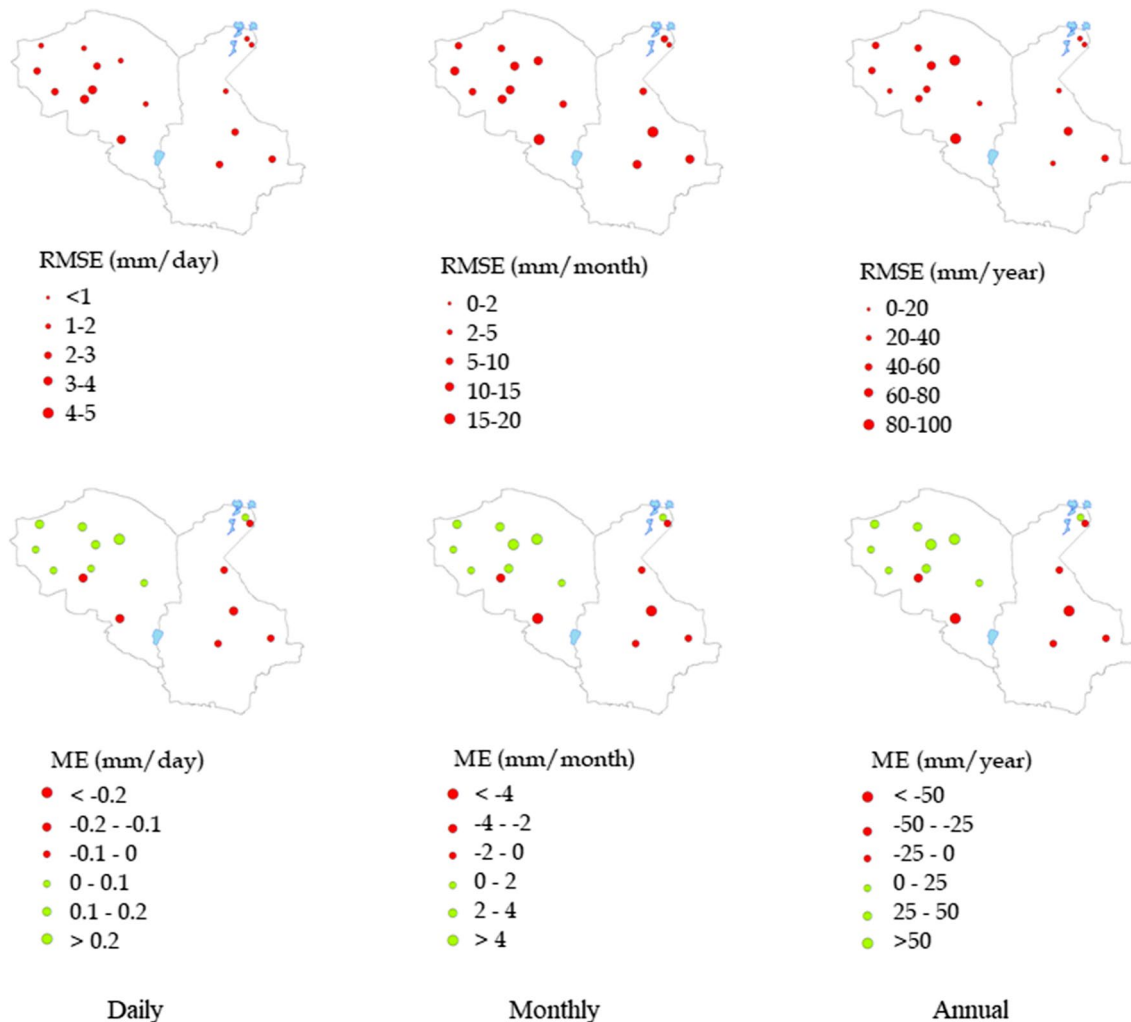 RMSE (mm/day)
<1
1-2
2-3
3-4
4-5
RMSE (mm/month)
0-2
2-5
5-10
10-15
15-20
RMSE (mm/year)
0-20
20-40
40-60
60-80
80-100
ME (mm/day)
< -0.2
-0.2 - -0.1
-0.1 - 0
0 - 0.1
0.1 - 0.2
> 0.2
ME (mm/month)
< -4
-4 - -2
-2 - 0
0 - 2
2 - 4
> 4
ME (mm/year)
< -50
-50 - -25
-25 - 0
0 - 25
25 - 50
>50
Daily
Monthly
Annual